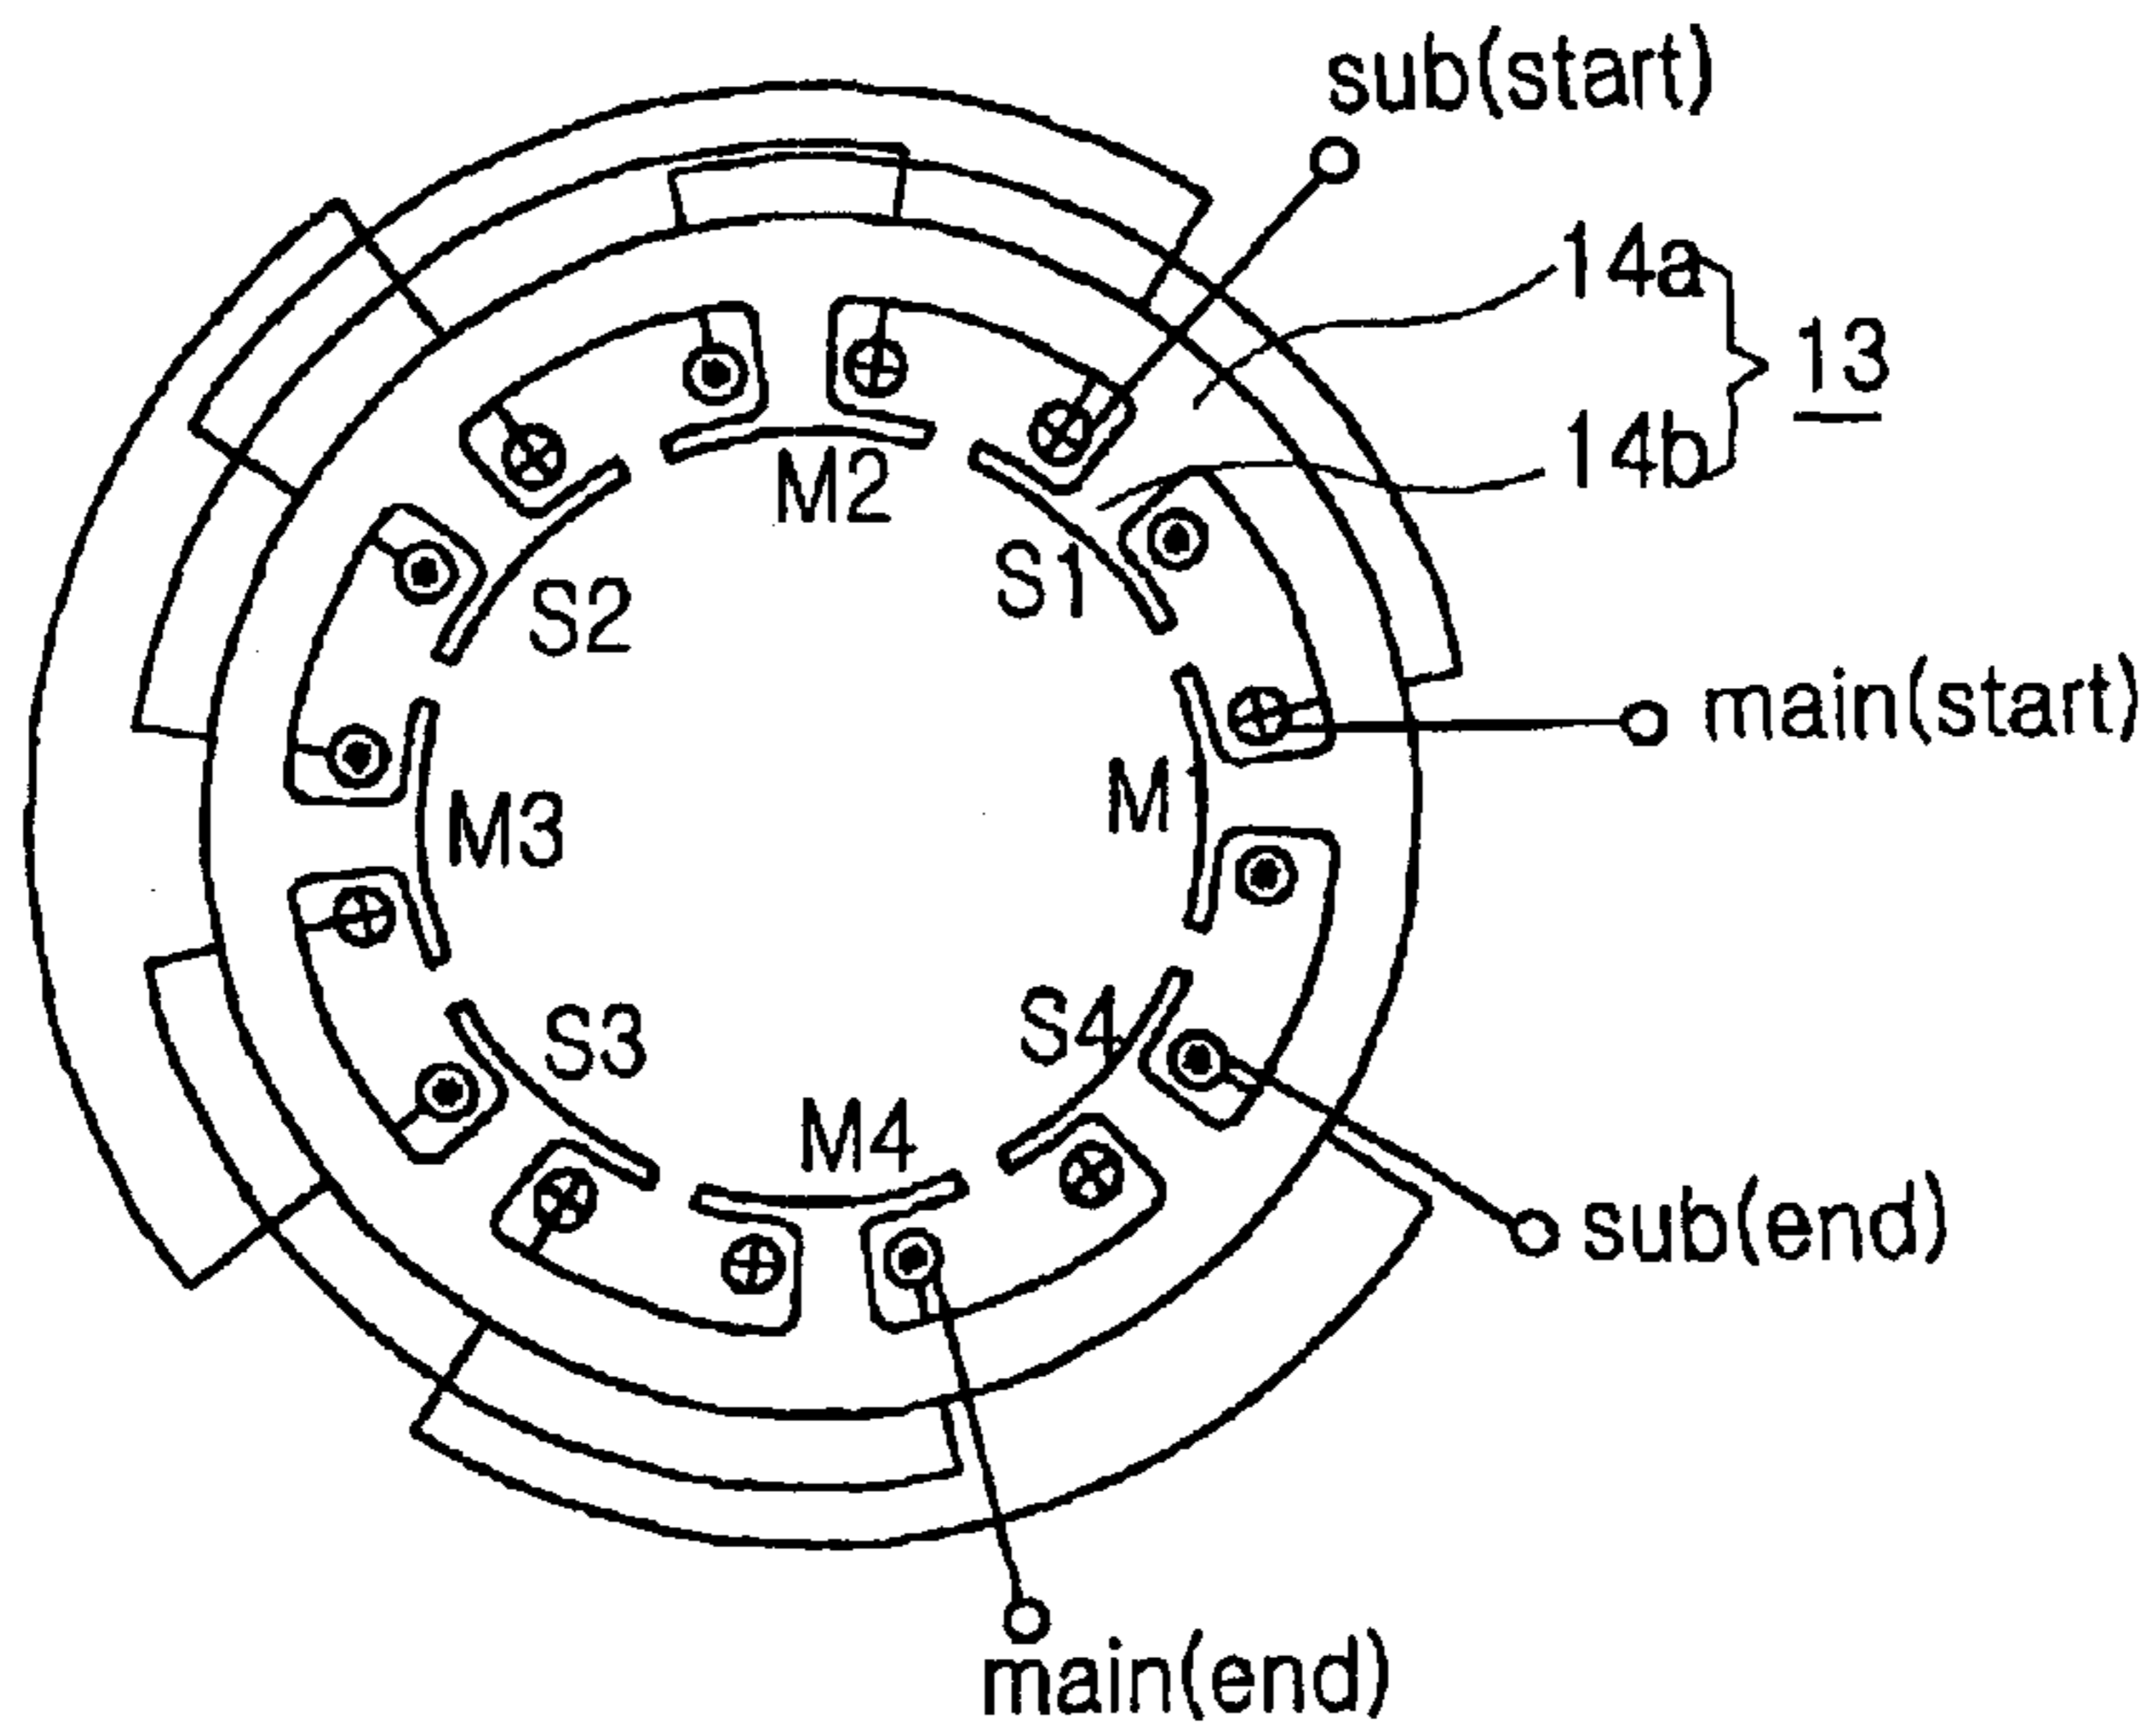 sub(start)
14a
13
14b
M2
S1
S2
main(start)
M1
M3
S4
S3
M4
sub(end)
main(end)